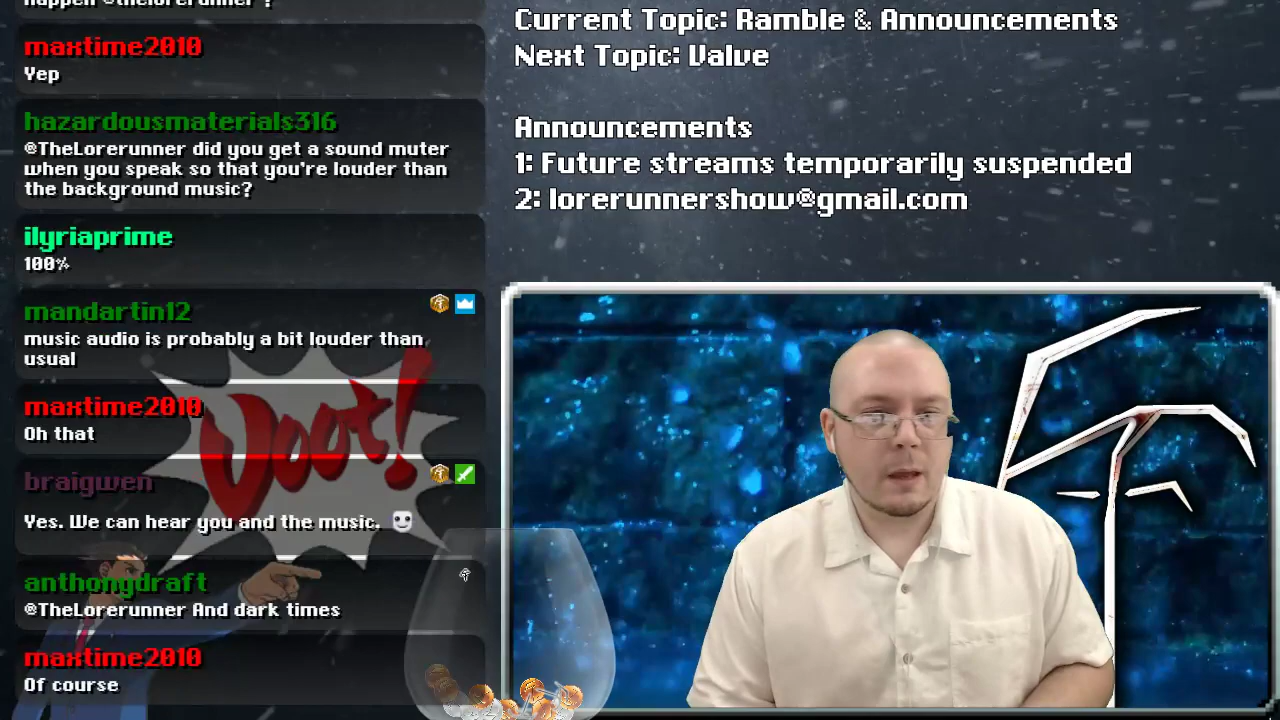 happen @thelorerunner ?
maxtime2010
Yep
hazardousmaterials316
@TheLorerunner did you get a sound muter
when you speak so that you're louder than
the background music?
ilyriaprime
100%
mandartin12
music audio is probably a bit louder than
usual
maxtime2010
Oh that
braigwen
Yes. We can hear you and the music.
anthonydraft
@TheLorerunner And dark times
maxtime2010
Of course
Voot!
Current Topic: Ramble & Announcements
Next Topic: Valve
Announcements
1: Future streams temporarily suspended
2: lorerunnershow@gmail.com